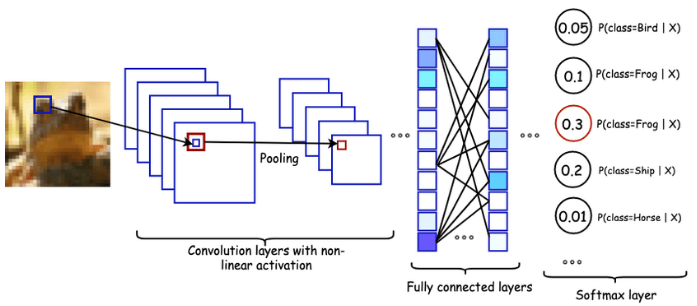 0.05 P(class=Bird | X)
0.1 P(class=Frog | X)
0.3 P(class=Frog | X)
0.2 P(class=Ship | X)
0.01 P(class=Horse | X)
Pooling
Convolution layers with non-
linear activation
Fully connected layers
Softmax layer